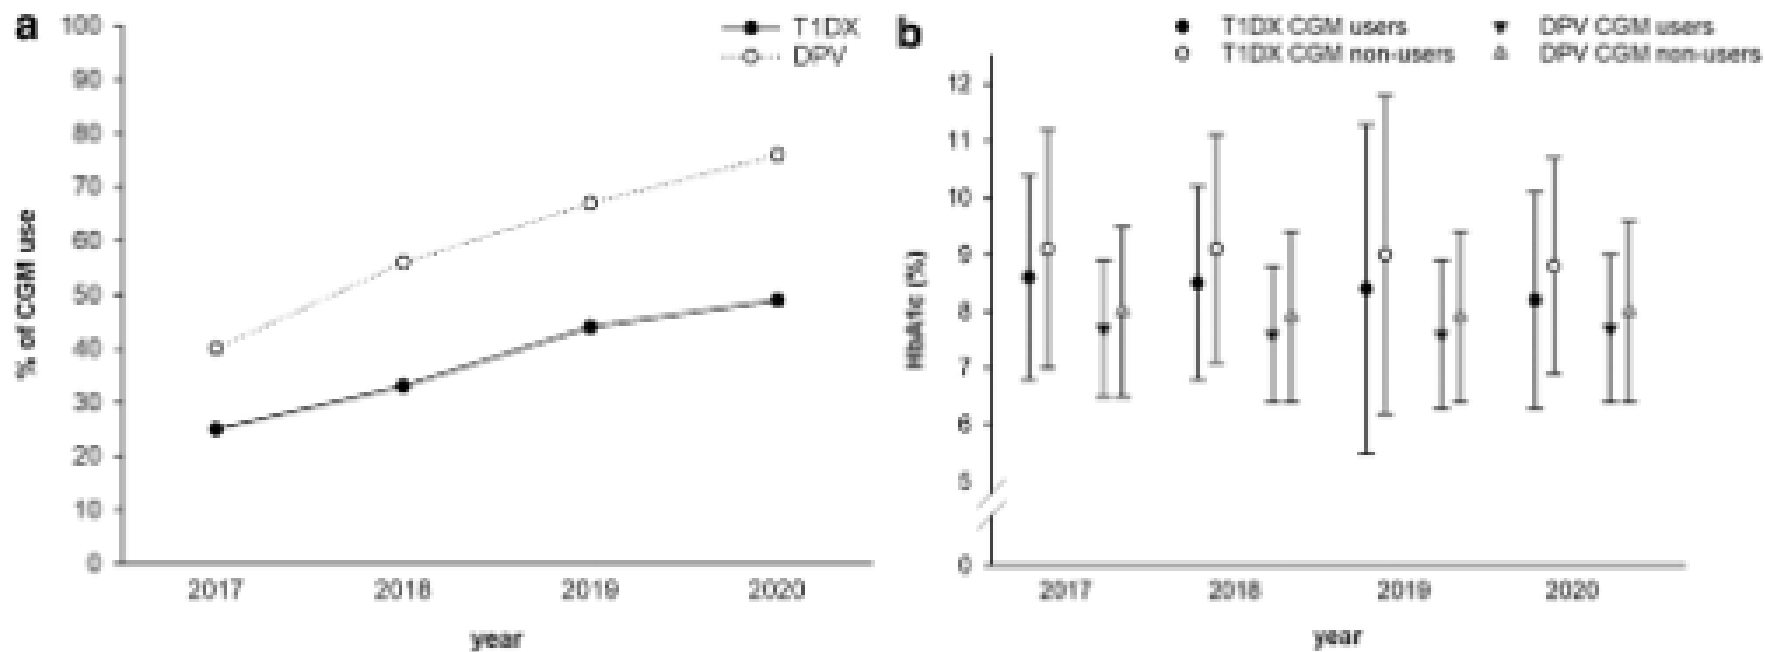 a
T1DX
DPV
100
90
80
70
60
50
40
30
20
10
0
% of CGM use
2017 2018 2019 2020
year
b
T1DX CGM users DPV CGM users
T1DX CGM non-users DPV CGM non-users
12
11
10
9
8
7
6
5
0
HbA1c (%)
2017 2018 2019 2020
year